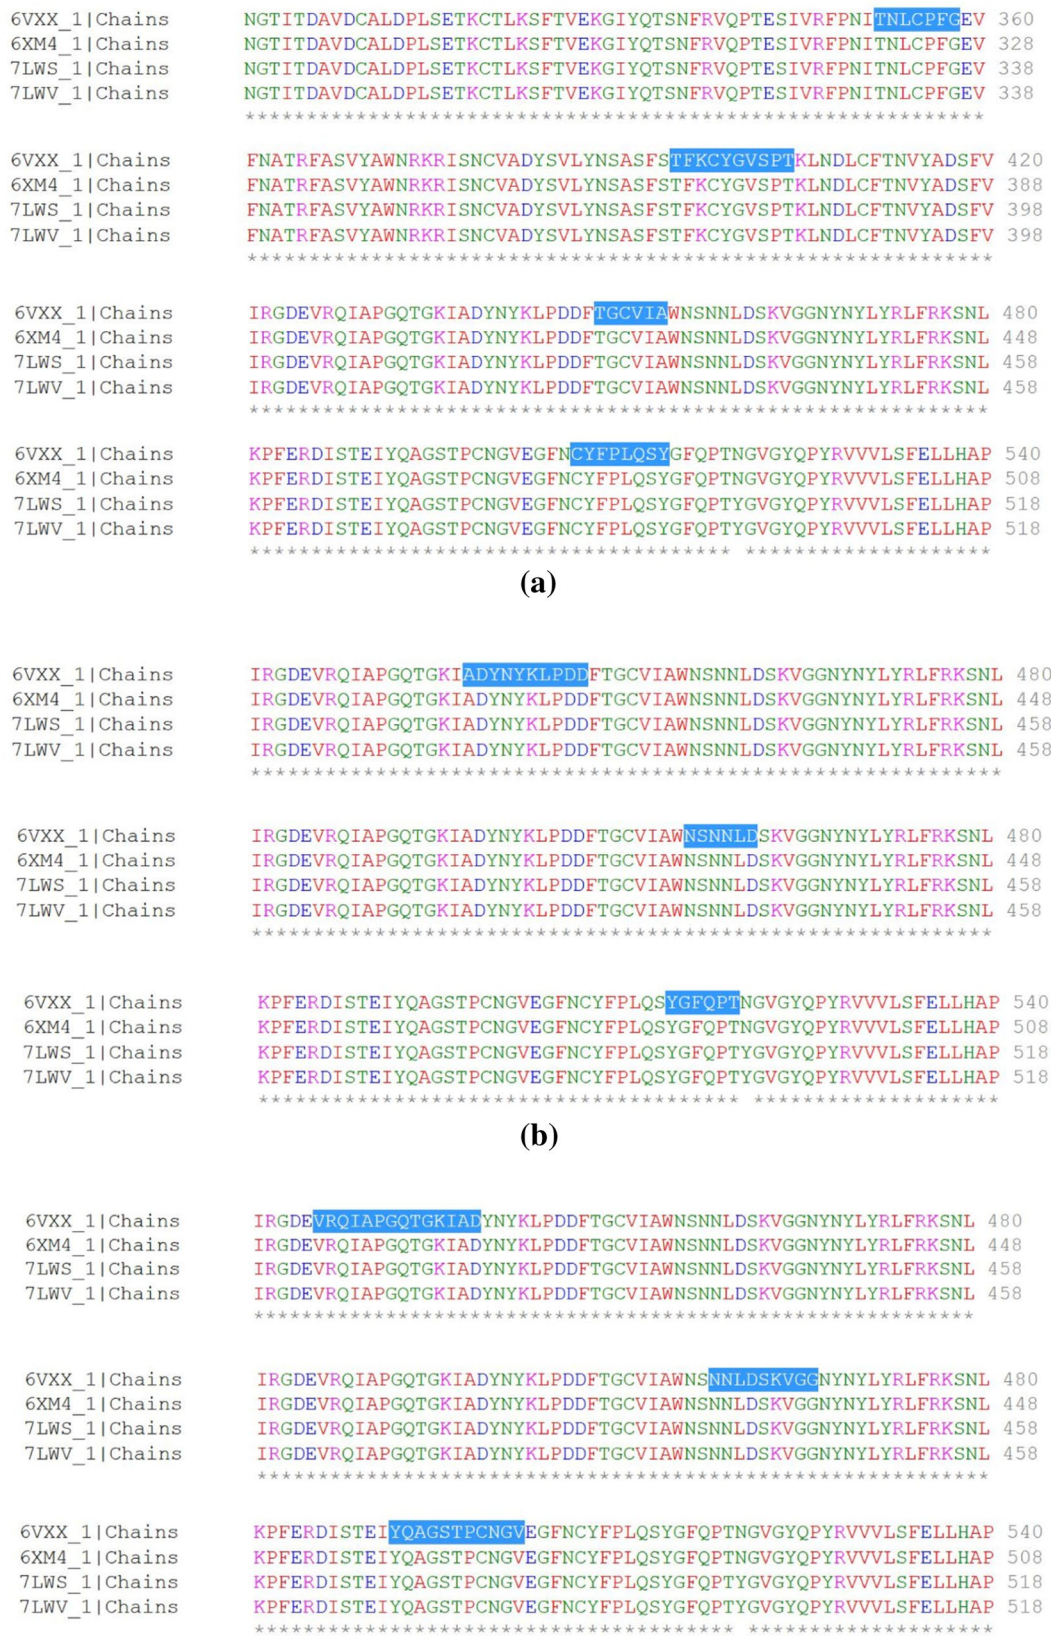 6VXX_1|Chains NGTITDAVDCALDPLSETKCTLKSFTVEKGIYQTSNFRVQPTESIVRFPNITNLCPFGEV 360
6XM4_1|Chains NGTITDAVDCALDPLSETKCTLKSFTVEKGIYQTSNFRVQPTESIVRFPNITNLCPFGEV 328
7LWS_1|Chains NGTITDAVDCALDPLSETKCTLKSFTVEKGIYQTSNFRVQPTESIVRFPNITNLCPFGEV 338
7LWV_1|Chains NGTITDAVDCALDPLSETKCTLKSFTVEKGIYQTSNFRVQPTESIVRFPNITNLCPFGEV 338
************************************************************
6VXX_1|Chains FNATRFASVYAWNRKRISNCVADYSVLYNSASFSTFKCYGVSPTKLNDLCFTNVYADSFV 420
6XM4_1|Chains FNATRFASVYAWNRKRISNCVADYSVLYNSASFSTFKCYGVSPTKLNDLCFTNVYADSFV 388
7LWS_1|Chains FNATRFASVYAWNRKRISNCVADYSVLYNSASFSTFKCYGVSPTKLNDLCFTNVYADSFV 398
7LWV_1|Chains FNATRFASVYAWNRKRISNCVADYSVLYNSASFSTFKCYGVSPTKLNDLCFTNVYADSFV 398
************************************************************
6VXX_1|Chains IRGDEVRQIAPGQTGKIADYNYKLPDDFTGCVIAWNSNNLDSKVGGNYNYLYRLFRKSNL 480
6XM4_1|Chains IRGDEVRQIAPGQTGKIADYNYKLPDDFTGCVIAWNSNNLDSKVGGNYNYLYRLFRKSNL 448
7LWS_1|Chains IRGDEVRQIAPGQTGKIADYNYKLPDDFTGCVIAWNSNNLDSKVGGNYNYLYRLFRKSNL 458
7LWV_1|Chains IRGDEVRQIAPGQTGKIADYNYKLPDDFTGCVIAWNSNNLDSKVGGNYNYLYRLFRKSNL 458
************************************************************
6VXX_1|Chains KPFERDISTEIYQAGSTPCNGVEGFNCYFPLQSYGFQPTNGVGYQPYRVVVLSFELLHAP 540
6XM4_1|Chains KPFERDISTEIYQAGSTPCNGVEGFNCYFPLQSYGFQPTNGVGYQPYRVVVLSFELLHAP 508
7LWS_1|Chains KPFERDISTEIYQAGSTPCNGVEGFNCYFPLQSYGFQPTYGVGYQPYRVVVLSFELLHAP 518
7LWV_1|Chains KPFERDISTEIYQAGSTPCNGVEGFNCYFPLQSYGFQPTYGVGYQPYRVVVLSFELLHAP 518
*************************************** ********************
(a)
6VXX_1|Chains IRGDEVRQIAPGQTGKIADYNYKLPDDFTGCVIAWNSNNLDSKVGGNYNYLYRLFRKSNL 480
6XM4_1|Chains IRGDEVRQIAPGQTGKIADYNYKLPDDFTGCVIAWNSNNLDSKVGGNYNYLYRLFRKSNL 448
7LWS_1|Chains IRGDEVRQIAPGQTGKIADYNYKLPDDFTGCVIAWNSNNLDSKVGGNYNYLYRLFRKSNL 458
7LWV_1|Chains IRGDEVRQIAPGQTGKIADYNYKLPDDFTGCVIAWNSNNLDSKVGGNYNYLYRLFRKSNL 458
************************************************************
6VXX_1|Chains IRGDEVRQIAPGQTGKIADYNYKLPDDFTGCVIAWNSNNLDSKVGGNYNYLYRLFRKSNL 480
6XM4_1|Chains IRGDEVRQIAPGQTGKIADYNYKLPDDFTGCVIAWNSNNLDSKVGGNYNYLYRLFRKSNL 448
7LWS_1|Chains IRGDEVRQIAPGQTGKIADYNYKLPDDFTGCVIAWNSNNLDSKVGGNYNYLYRLFRKSNL 458
7LWV_1|Chains IRGDEVRQIAPGQTGKIADYNYKLPDDFTGCVIAWNSNNLDSKVGGNYNYLYRLFRKSNL 458
************************************************************
6VXX_1|Chains KPFERDISTEIYQAGSTPCNGVEGFNCYFPLQSYGFQPTNGVGYQPYRVVVLSFELLHAP 540
6XM4_1|Chains KPFERDISTEIYQAGSTPCNGVEGFNCYFPLQSYGFQPTNGVGYQPYRVVVLSFELLHAP 508
7LWS_1|Chains KPFERDISTEIYQAGSTPCNGVEGFNCYFPLQSYGFQPTYGVGYQPYRVVVLSFELLHAP 518
7LWV_1|Chains KPFERDISTEIYQAGSTPCNGVEGFNCYFPLQSYGFQPTYGVGYQPYRVVVLSFELLHAP 518
*************************************** ********************
(b)
6VXX_1|Chains IRGDEVRQIAPGQTGKIADYNYKLPDDFTGCVIAWNSNNLDSKVGGNYNYLYRLFRKSNL 480
6XM4_1|Chains IRGDEVRQIAPGQTGKIADYNYKLPDDFTGCVIAWNSNNLDSKVGGNYNYLYRLFRKSNL 448
7LWS_1|Chains IRGDEVRQIAPGQTGKIADYNYKLPDDFTGCVIAWNSNNLDSKVGGNYNYLYRLFRKSNL 458
7LWV_1|Chains IRGDEVRQIAPGQTGKIADYNYKLPDDFTGCVIAWNSNNLDSKVGGNYNYLYRLFRKSNL 458
************************************************************
6VXX_1|Chains IRGDEVRQIAPGQTGKIADYNYKLPDDFTGCVIAWNSNNLDSKVGGNYNYLYRLFRKSNL 480
6XM4_1|Chains IRGDEVRQIAPGQTGKIADYNYKLPDDFTGCVIAWNSNNLDSKVGGNYNYLYRLFRKSNL 448
7LWS_1|Chains IRGDEVRQIAPGQTGKIADYNYKLPDDFTGCVIAWNSNNLDSKVGGNYNYLYRLFRKSNL 458
7LWV_1|Chains IRGDEVRQIAPGQTGKIADYNYKLPDDFTGCVIAWNSNNLDSKVGGNYNYLYRLFRKSNL 458
************************************************************
6VXX_1|Chains KPFERDISTEIYQAGSTPCNGVEGFNCYFPLQSYGFQPTNGVGYQPYRVVVLSFELLHAP 540
6XM4_1|Chains KPFERDISTEIYQAGSTPCNGVEGFNCYFPLQSYGFQPTNGVGYQPYRVVVLSFELLHAP 508
7LWS_1|Chains KPFERDISTEIYQAGSTPCNGVEGFNCYFPLQSYGFQPTYGVGYQPYRVVVLSFELLHAP 518
7LWV_1|Chains KPFERDISTEIYQAGSTPCNGVEGFNCYFPLQSYGFQPTYGVGYQPYRVVVLSFELLHAP 518
*************************************** ********************